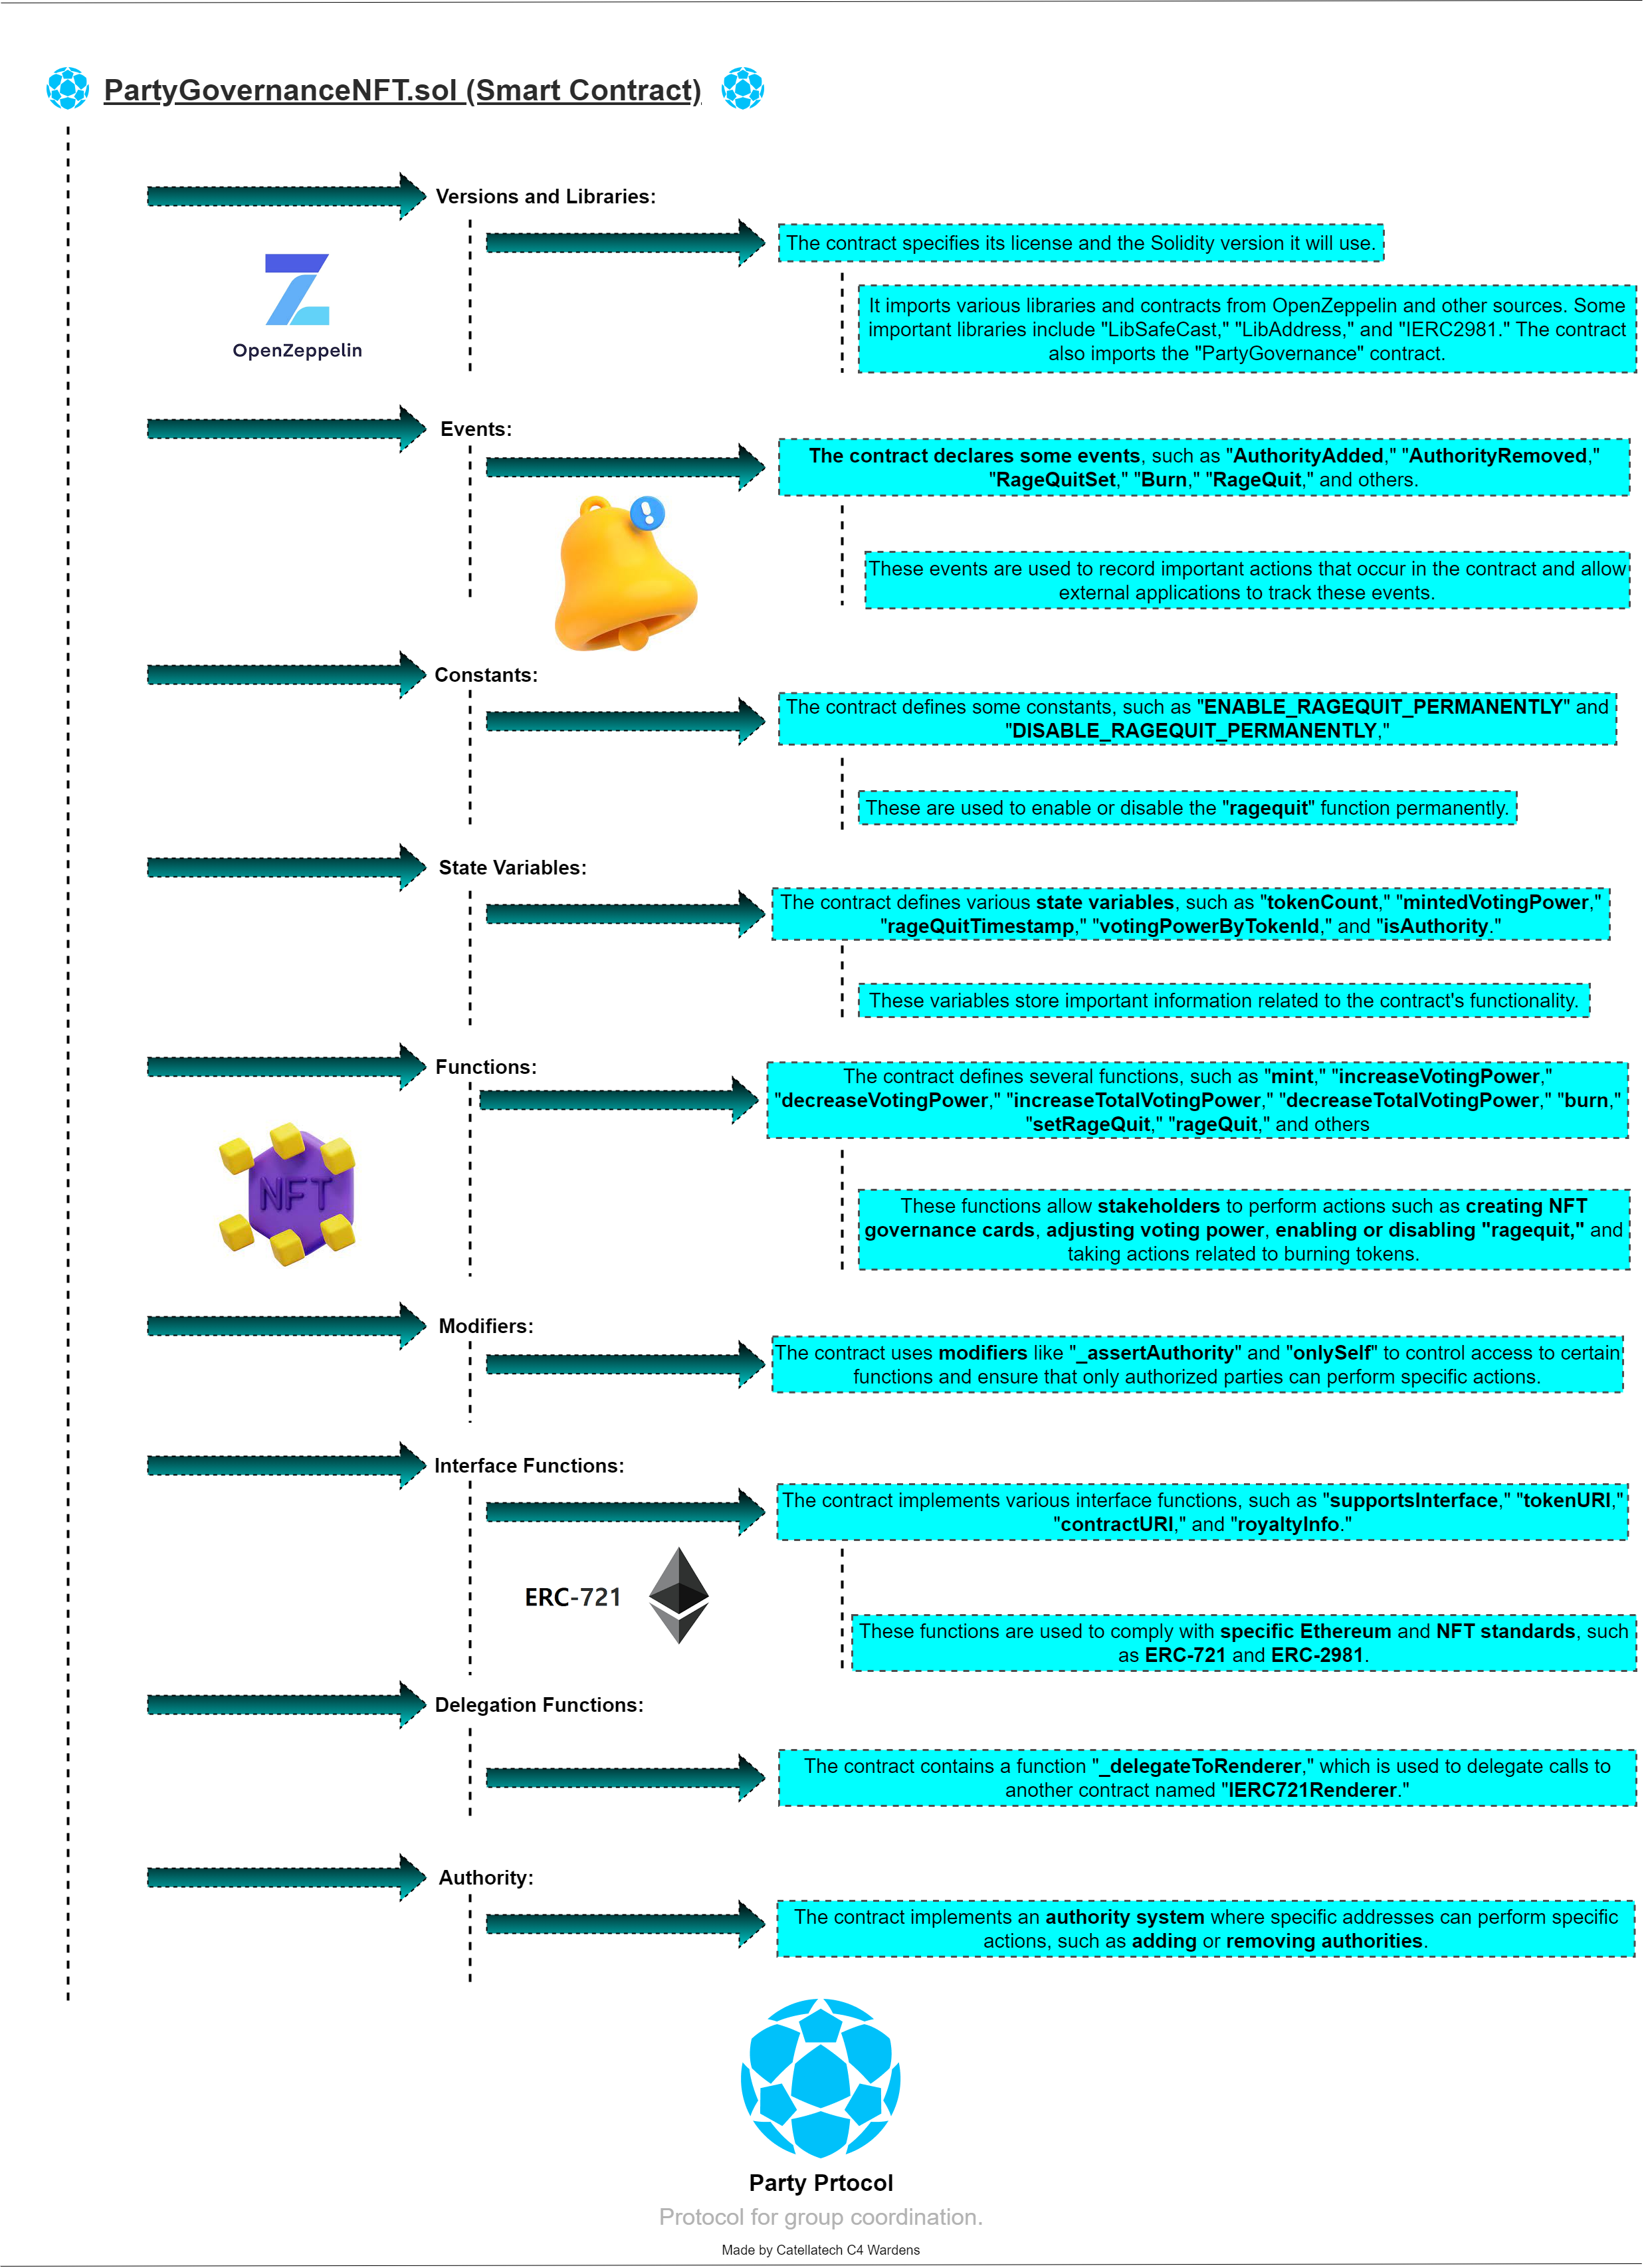 PartyGovernanceNFT.sol (Smart Contract)
Versions and Libraries:
The contract specifies its license and the Solidity version it will use.
OpenZeppelin
It imports various libraries and contracts from OpenZeppelin and other sources. Some
important libraries include "LibSafeCast," "LibAddress," and "IERC2981." The contract
also imports the "PartyGovernance" contract.
Events:
The contract declares some events, such as "AuthorityAdded," "AuthorityRemoved,"
"RageQuitSet," "Burn," "RageQuit," and others.
These events are used to record important actions that occur in the contract and allow
external applications to track these events.
Constants:
The contract defines some constants, such as "ENABLE_RAGEQUIT_PERMANENTLY" and
"DISABLE_RAGEQUIT_PERMANENTLY,"
These are used to enable or disable the "ragequit" function permanently.
State Variables:
The contract defines various state variables, such as "tokenCount," "mintedVotingPower,"
"rageQuitTimestamp," "votingPowerByTokenId," and "isAuthority."
These variables store important information related to the contract's functionality.
Functions:
The contract defines several functions, such as "mint," "increaseVotingPower,"
"decreaseVotingPower," "increaseTotalVotingPower," "decreaseTotalVotingPower," "burn,"
"setRageQuit," "rageQuit," and others
NFT
These functions allow stakeholders to perform actions such as creating NFT
governance cards, adjusting voting power, enabling or disabling "ragequit," and
taking actions related to burning tokens.
Modifiers:
The contract uses modifiers like "_assertAuthority" and "onlySelf" to control access to certain
functions and ensure that only authorized parties can perform specific actions.
Interface Functions:
The contract implements various interface functions, such as "supportsInterface," "tokenURI,"
"contractURI," and "royaltyInfo."
ERC-721
These functions are used to comply with specific Ethereum and NFT standards, such
as ERC-721 and ERC-2981.
Delegation Functions:
The contract contains a function "_delegateToRenderer," which is used to delegate calls to
another contract named "IERC721Renderer."
Authority:
The contract implements an authority system where specific addresses can perform specific
actions, such as adding or removing authorities.
Party Prtocol
Protocol for group coordination.
Made by Catellatech C4 Wardens